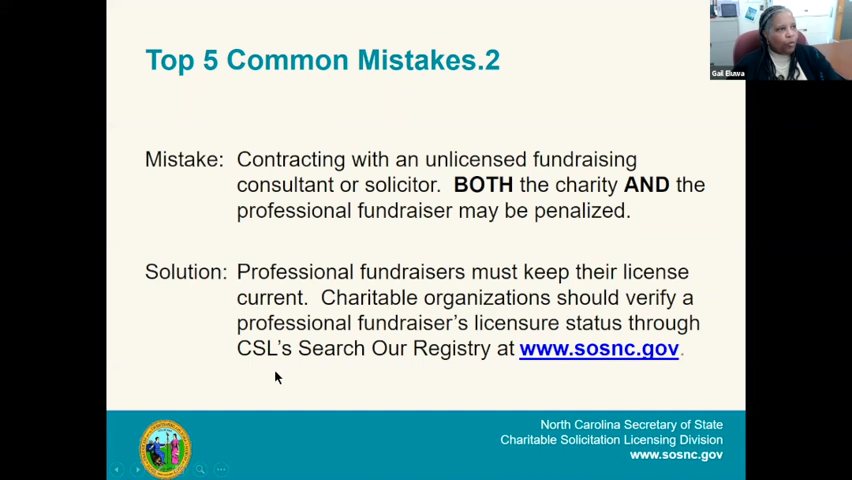 Top 5 Common Mistakes.2
Gail Eluwa
Mistake: Contracting with an unlicensed fundraising
consultant or solicitor. BOTH the charity AND the
professional fundraiser may be penalized.
Solution: Professional fundraisers must keep their license
current. Charitable organizations should verify a
professional fundraiser's licensure status through
CSL's Search Our Registry at www.sosnc.gov.
North Carolina Secretary of State
Charitable Solicitation Licensing Division
www.sosnc.gov